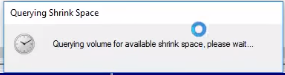 Querying Shrink Space
Querying volume for available shrink space, please wait...